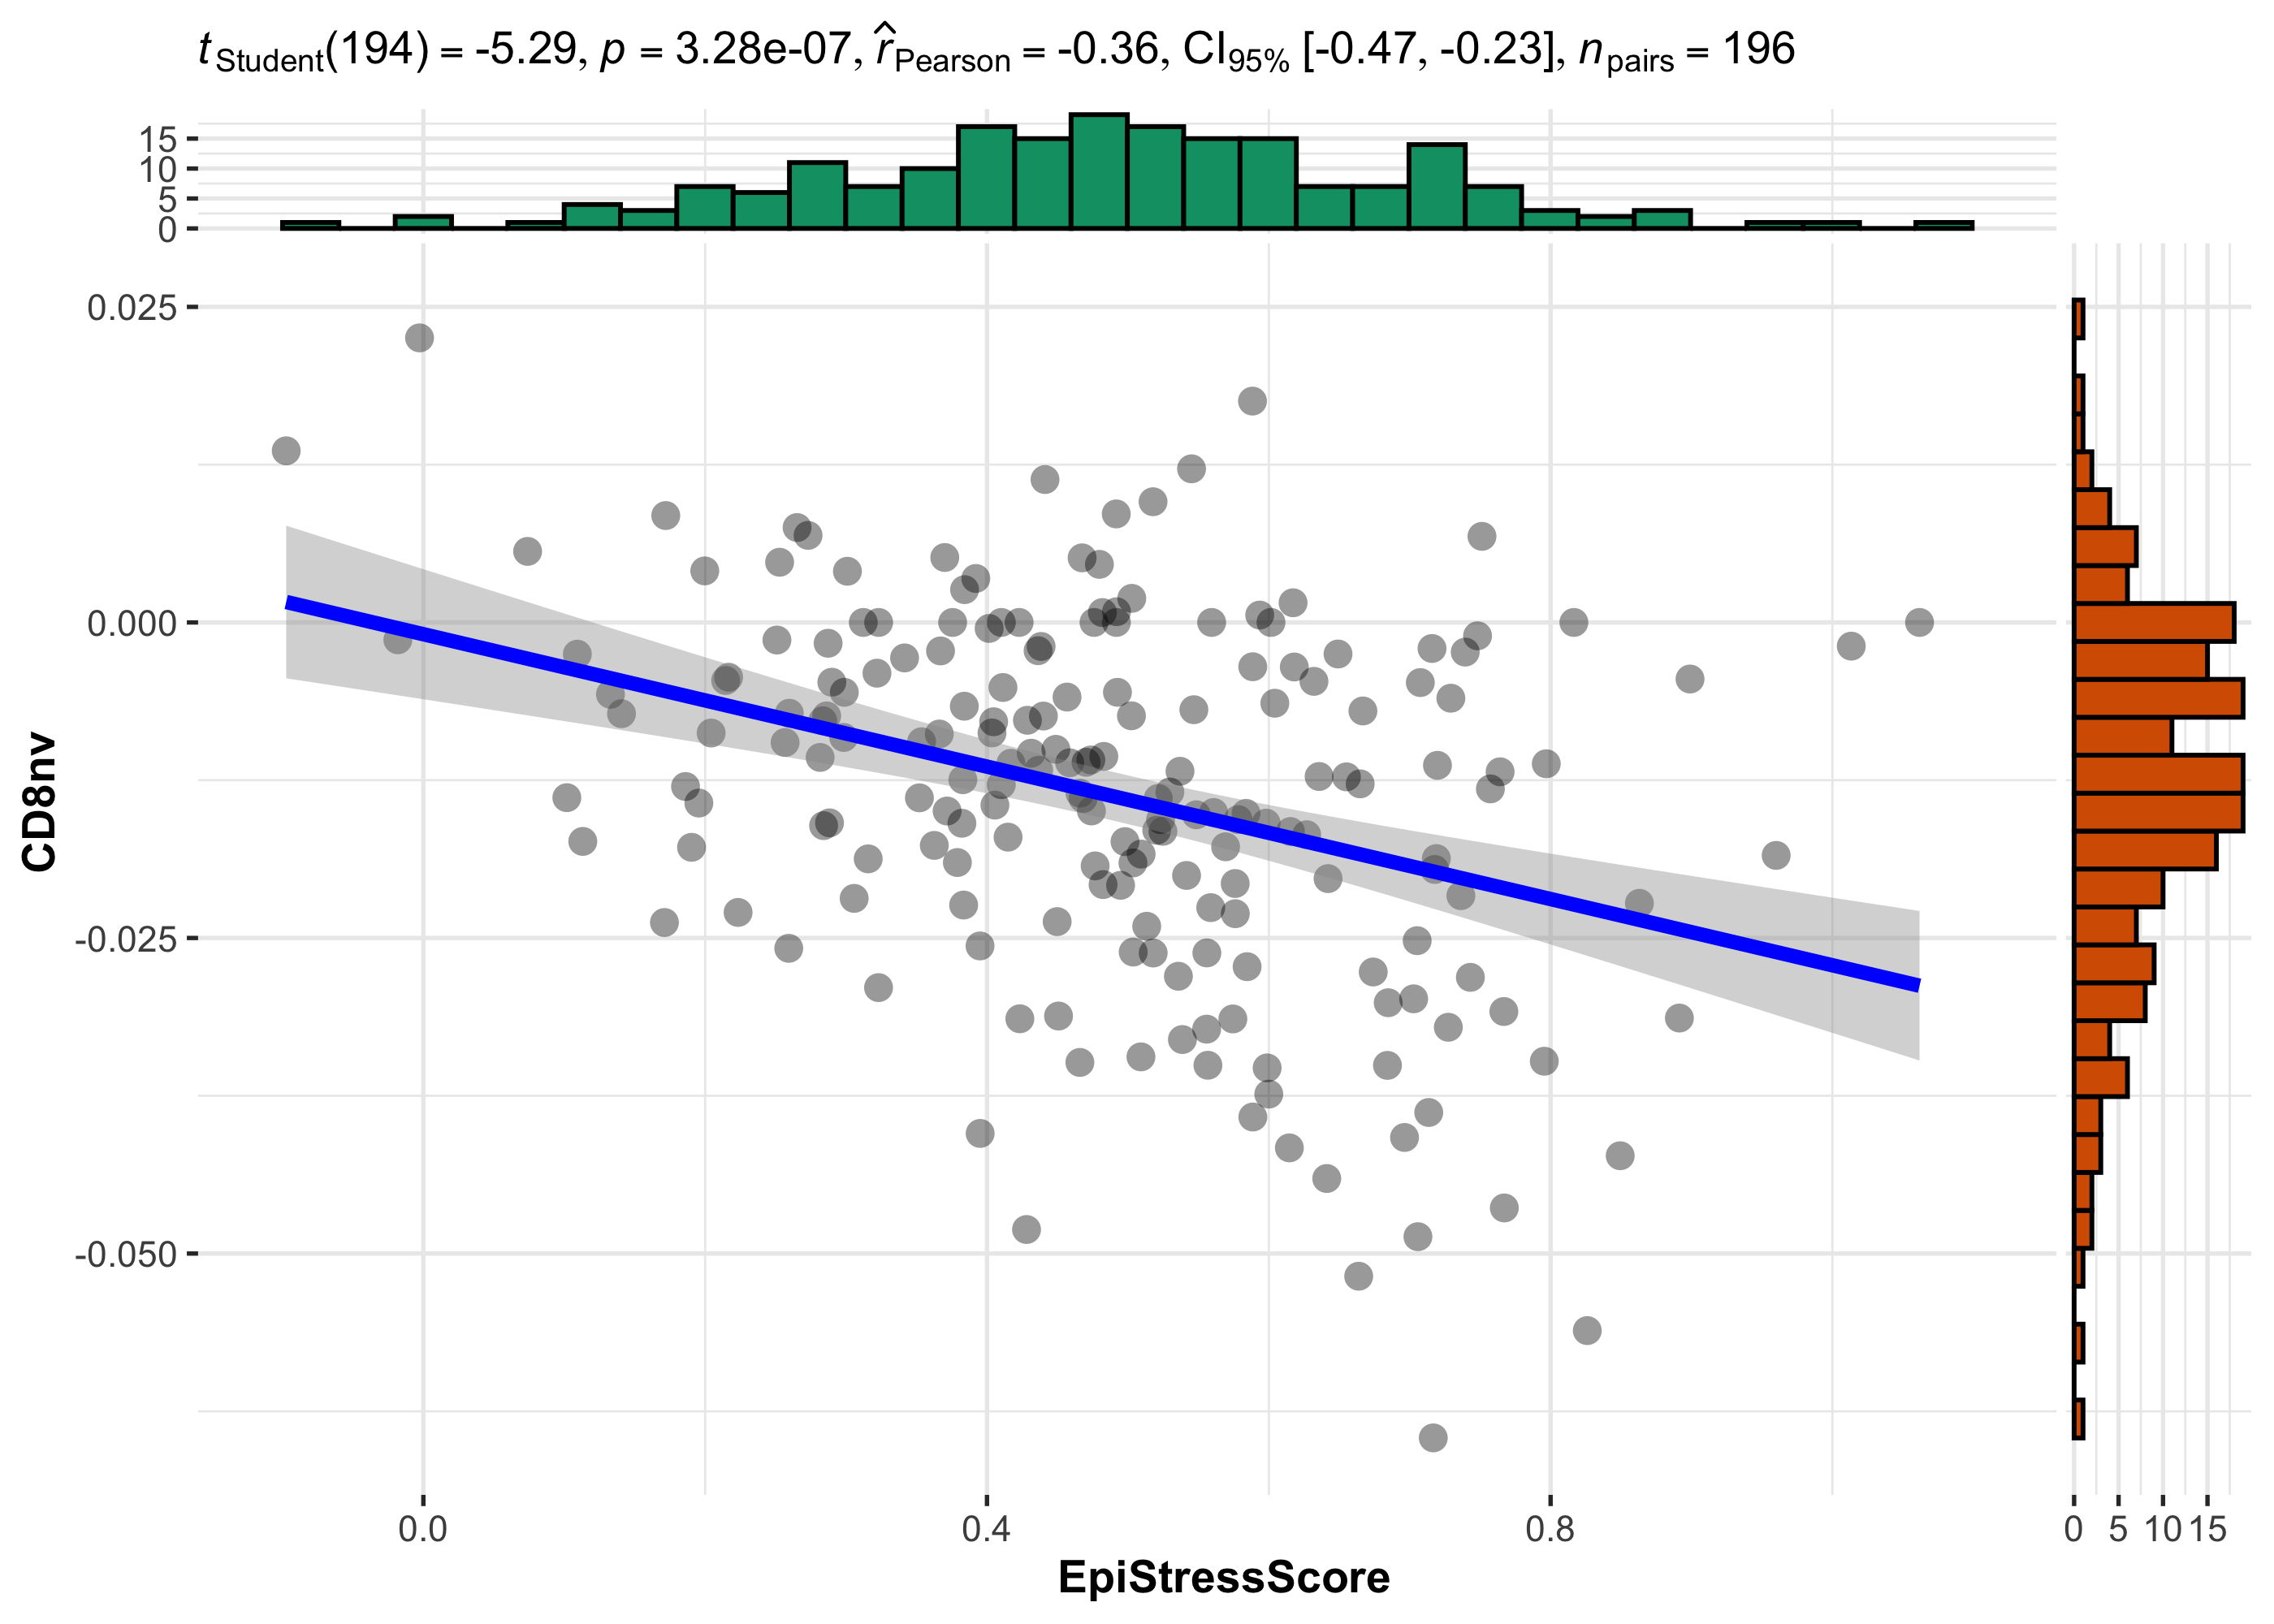 t Student(194) = -5.29, p = 3.28e-07, r̂ Pearson = -0.36, CI95% [-0.47, -0.23], n pairs = 196
15
10
5
0
0.025
0.000
-0.025
-0.050
CD8nv
0.0 0.4 0.8
0 5 10 15
EpiStressScore